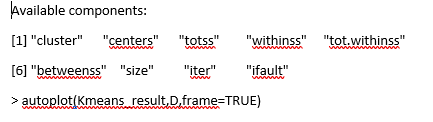 Available components:
[1] "cluster" "centers" "totss" "withinss" "tot.withinss"
[6] "betweenss" "size" "iter" "ifault"
> autoplot(Kmeans_result,D,frame=TRUE)